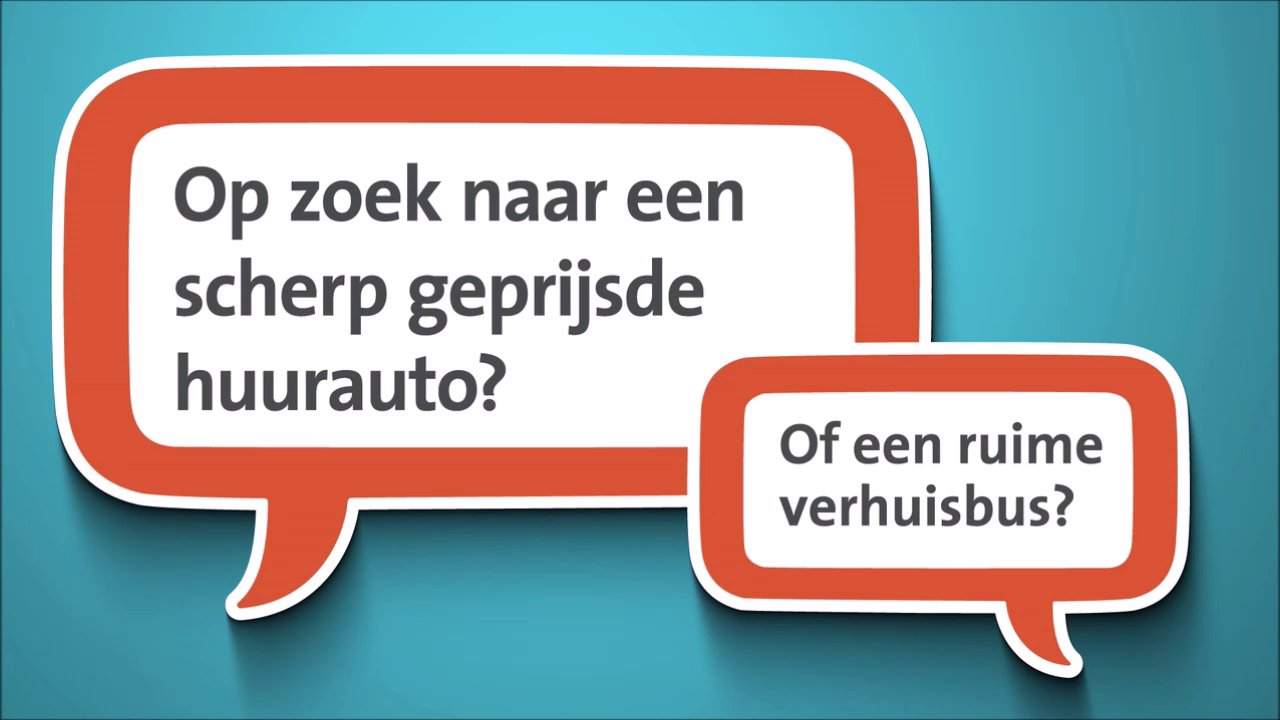 Op zoek naar een
scherp geprijsde
huurauto?
Of een ruime
verhuisbus?